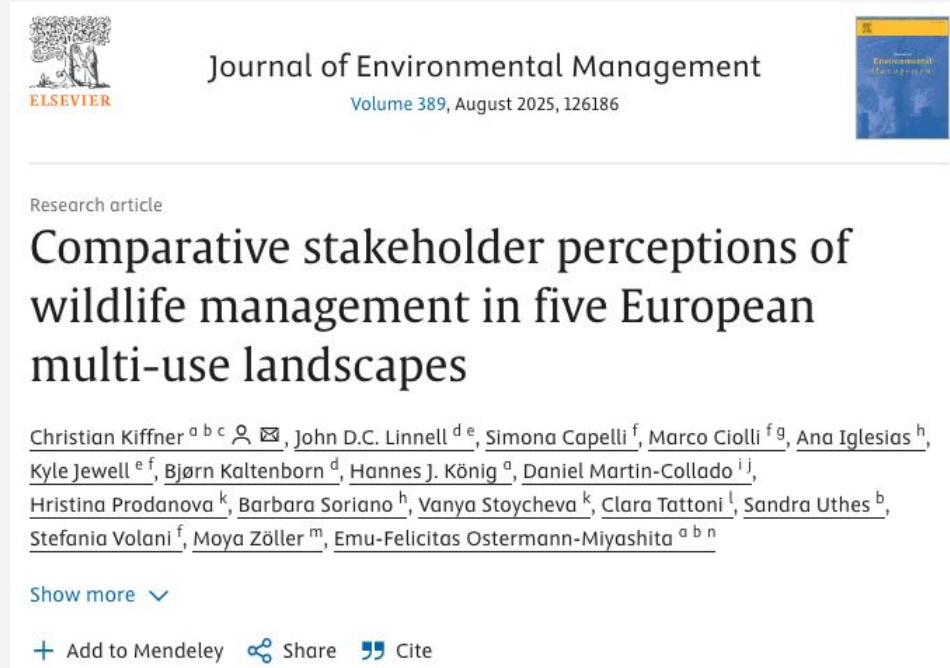 ELSEVIER
Journal of Environmental Management
Volume 389, August 2025, 126186
Research article
Comparative stakeholder perceptions of
wildlife management in five European
multi-use landscapes
Christian Kiffner a b c, John D.C. Linnell d e, Simona Capelli f, Marco Ciolli f g, Ana Iglesias h,
Kyle Jewell e f, Bjørn Kaltenborn d, Hannes J. König a, Daniel Martin-Collado i j,
Hristina Prodanova k, Barbara Soriano h, Vanya Stoycheva k, Clara Tattoni l, Sandra Uthes b,
Stefania Volani f, Moya Zöller m, Emu-Felicitas Ostermann-Miyashita a b n
Show more
Add to Mendeley Share Cite